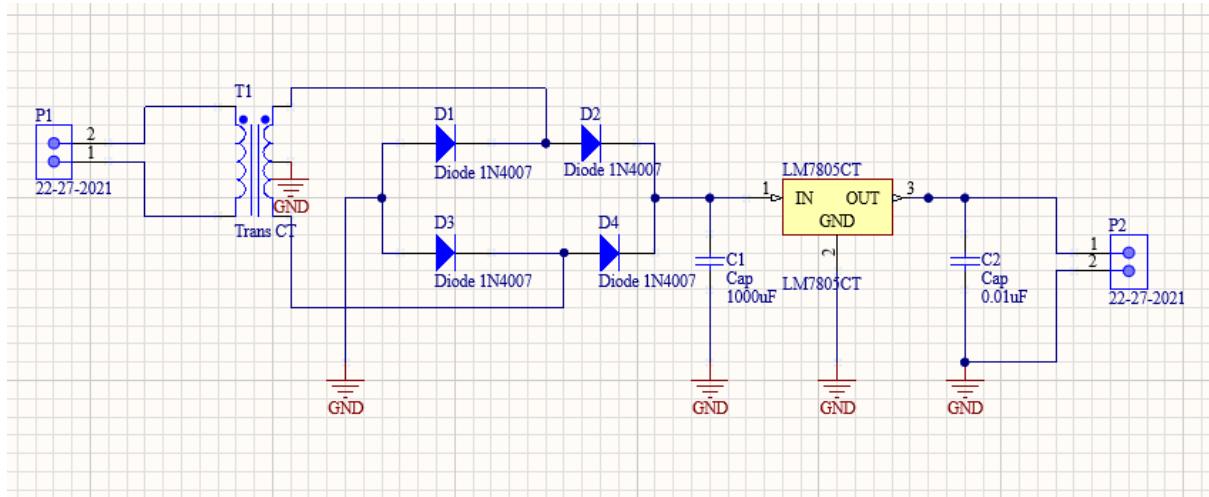 P1
2
1
22-27-2021
T1
GND
Trans CT
D1
Diode 1N4007
D2
Diode 1N4007
D3
Diode 1N4007
D4
Diode 1N4007
GND
C1
Cap
1000uF
GND
LM7805CT
1
IN
OUT
3
GND
2
LM7805CT
GND
C2
Cap
0.01uF
GND
P2
1
2
22-27-2021